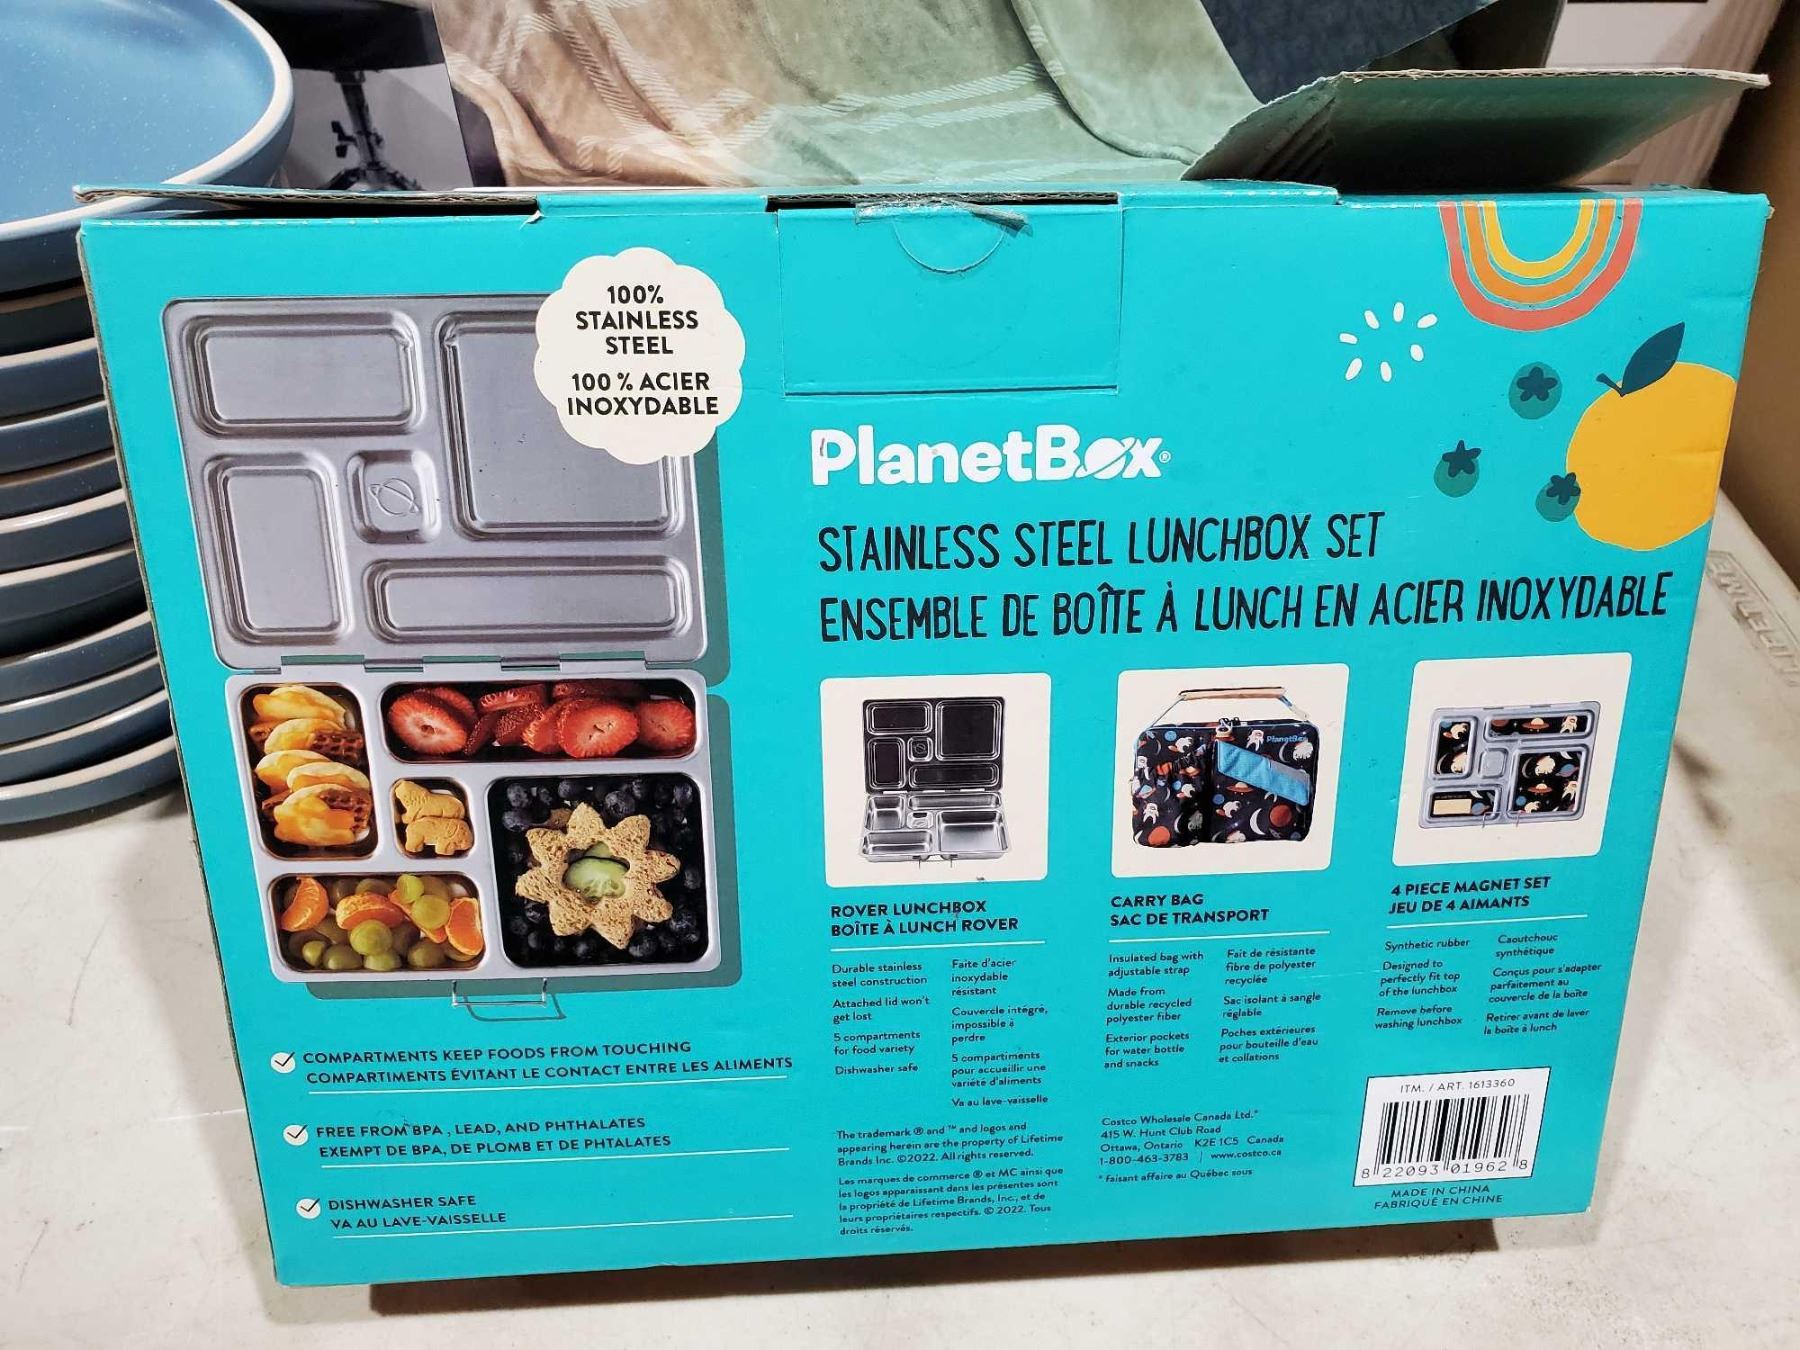 100%
STAINLESS
STEEL
100 % ACIER
INOXYDABLE
PlanetBox®
STAINLESS STEEL LUNCHBOX SET
ENSEMBLE DE BOÎTE À LUNCH EN ACIER INOXYDABLE
PlanetBox
ROVER LUNCHBOX
BOÎTE À LUNCH ROVER
Durable stainless
steel construction
Attached lid won't
get lost
5 compartments
for food variety
Dishwasher safe
Faite d'acier
inoxydable
résistant
Couvercle intégré,
impossible à
perdre
5 compartiments
pour accueillir une
variété d'aliments
Va au lave-vaisselle
CARRY BAG
SAC DE TRANSPORT
Insulated bag with
adjustable strap
Made from
durable recycled
polyester fiber
Exterior pockets
for water bottle
and snacks
Fait de résistante
fibre de polyester
recyclée
Sac isolant à sangle
réglable
Poches extérieures
pour bouteille d'eau
et collations
4 PIECE MAGNET SET
JEU DE 4 AIMANTS
Synthetic rubber
Designed to
perfectly fit top
of the lunchbox
Remove before
washing lunchbox
Caoutchouc
synthétique
Conçus pour s'adapter
parfaitement au
couvercle de la boîte
Retirer avant de laver
la boîte à lunch
COMPARTMENTS KEEP FOODS FROM TOUCHING
COMPARTIMENTS ÉVITANT LE CONTACT ENTRE LES ALIMENTS
FREE FROM BPA , LEAD, AND PHTHALATES
EXEMPT DE BPA, DE PLOMB ET DE PHTALATES
DISHWASHER SAFE
VA AU LAVE-VAISSELLE
The trademark ® and ™ and logos and
appearing herein are the property of Lifetime
Brands Inc. ©2022. All rights reserved.
Les marques de commerce ® et MC ainsi que
les logos apparaissant dans les présentes sont
la propriété de Lifetime Brands, Inc., et de
leurs propriétaires respectifs. © 2022. Tous
droits réservés.
Costco Wholesale Canada Ltd.*
415 W. Hunt Club Road
Ottawa, Ontario K2E 1C5 Canada
1-800-463-3783 | www.costco.ca
* faisant affaire au Québec sous
ITM. / ART. 1613360
8 22093 01962 8
MADE IN CHINA
FABRIQUÉ EN CHINE
LIFETIME